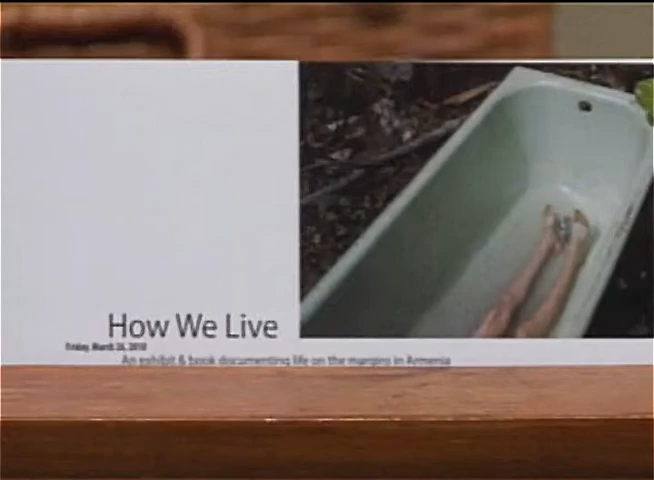 How We Live
Friday, March 26, 2010
An exhibit & book documenting life on the margins in Armenia